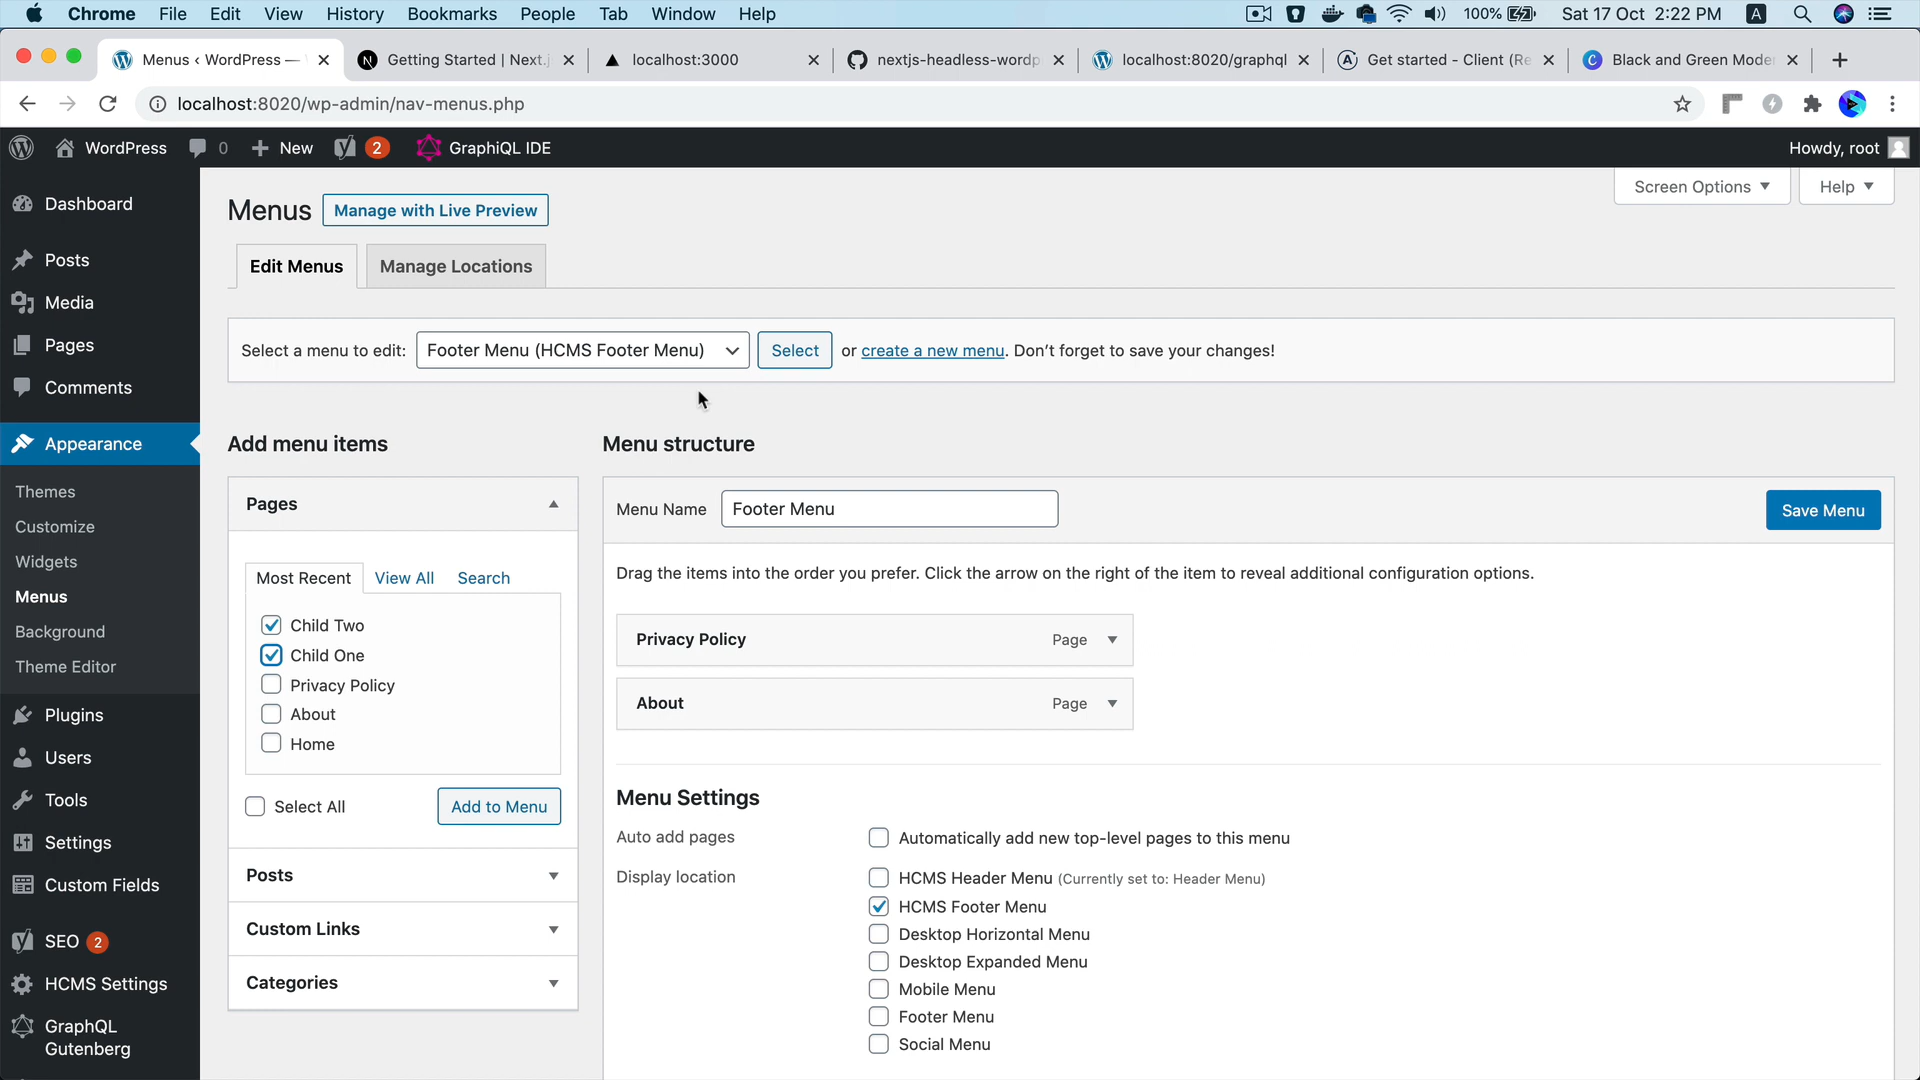 Chrome File Edit View History Bookmarks People Tab Window Help 100% Sat 17 Oct 2:22 PM A
Menus ‹ WordPress —
Getting Started | Next.j
localhost:3000
nextjs-headless-wordp
localhost:8020/graphql
Get started - Client (Re
Black and Green Mode
localhost:8020/wp-admin/nav-menus.php
WordPress 0 New 2 GraphiQL IDE Howdy, root
Screen Options Help
Menus Manage with Live Preview
Edit Menus Manage Locations
Select a menu to edit: Footer Menu (HCMS Footer Menu) Select or create a new menu. Don’t forget to save your changes!
Dashboard
Posts
Media
Pages
Comments
Appearance
Themes
Customize
Widgets
Menus
Background
Theme Editor
Plugins
Users
Tools
Settings
Custom Fields
SEO 2
HCMS Settings
GraphQL
Gutenberg
Add menu items
Pages
Most Recent View All Search
Child Two
Child One
Privacy Policy
About
Home
Select All Add to Menu
Posts
Custom Links
Categories
Menu structure
Menu Name Footer Menu Save Menu
Drag the items into the order you prefer. Click the arrow on the right of the item to reveal additional configuration options.
Privacy Policy Page
About Page
Menu Settings
Auto add pages Automatically add new top-level pages to this menu
Display location HCMS Header Menu (Currently set to: Header Menu)
HCMS Footer Menu
Desktop Horizontal Menu
Desktop Expanded Menu
Mobile Menu
Footer Menu
Social Menu